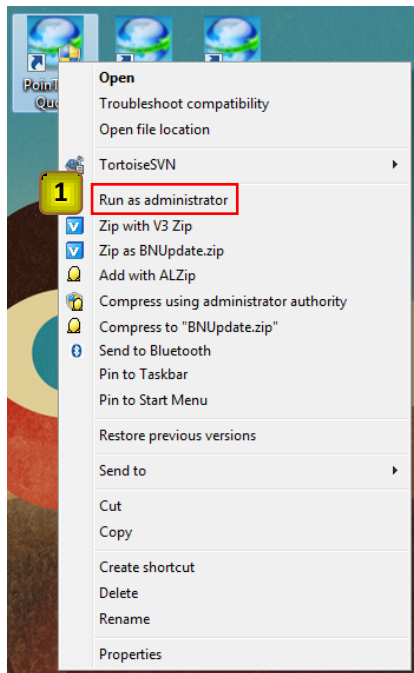 Open
Troubleshoot compatibility
Open file location
TortoiseSVN
1
Run as administrator
Zip with V3 Zip
Zip as BNUpdate.zip
Add with ALZip
Compress using administrator authority
Compress to "BNUpdate.zip"
Send to Bluetooth
Pin to Taskbar
Pin to Start Menu
Restore previous versions
Send to
Cut
Copy
Create shortcut
Delete
Rename
Properties